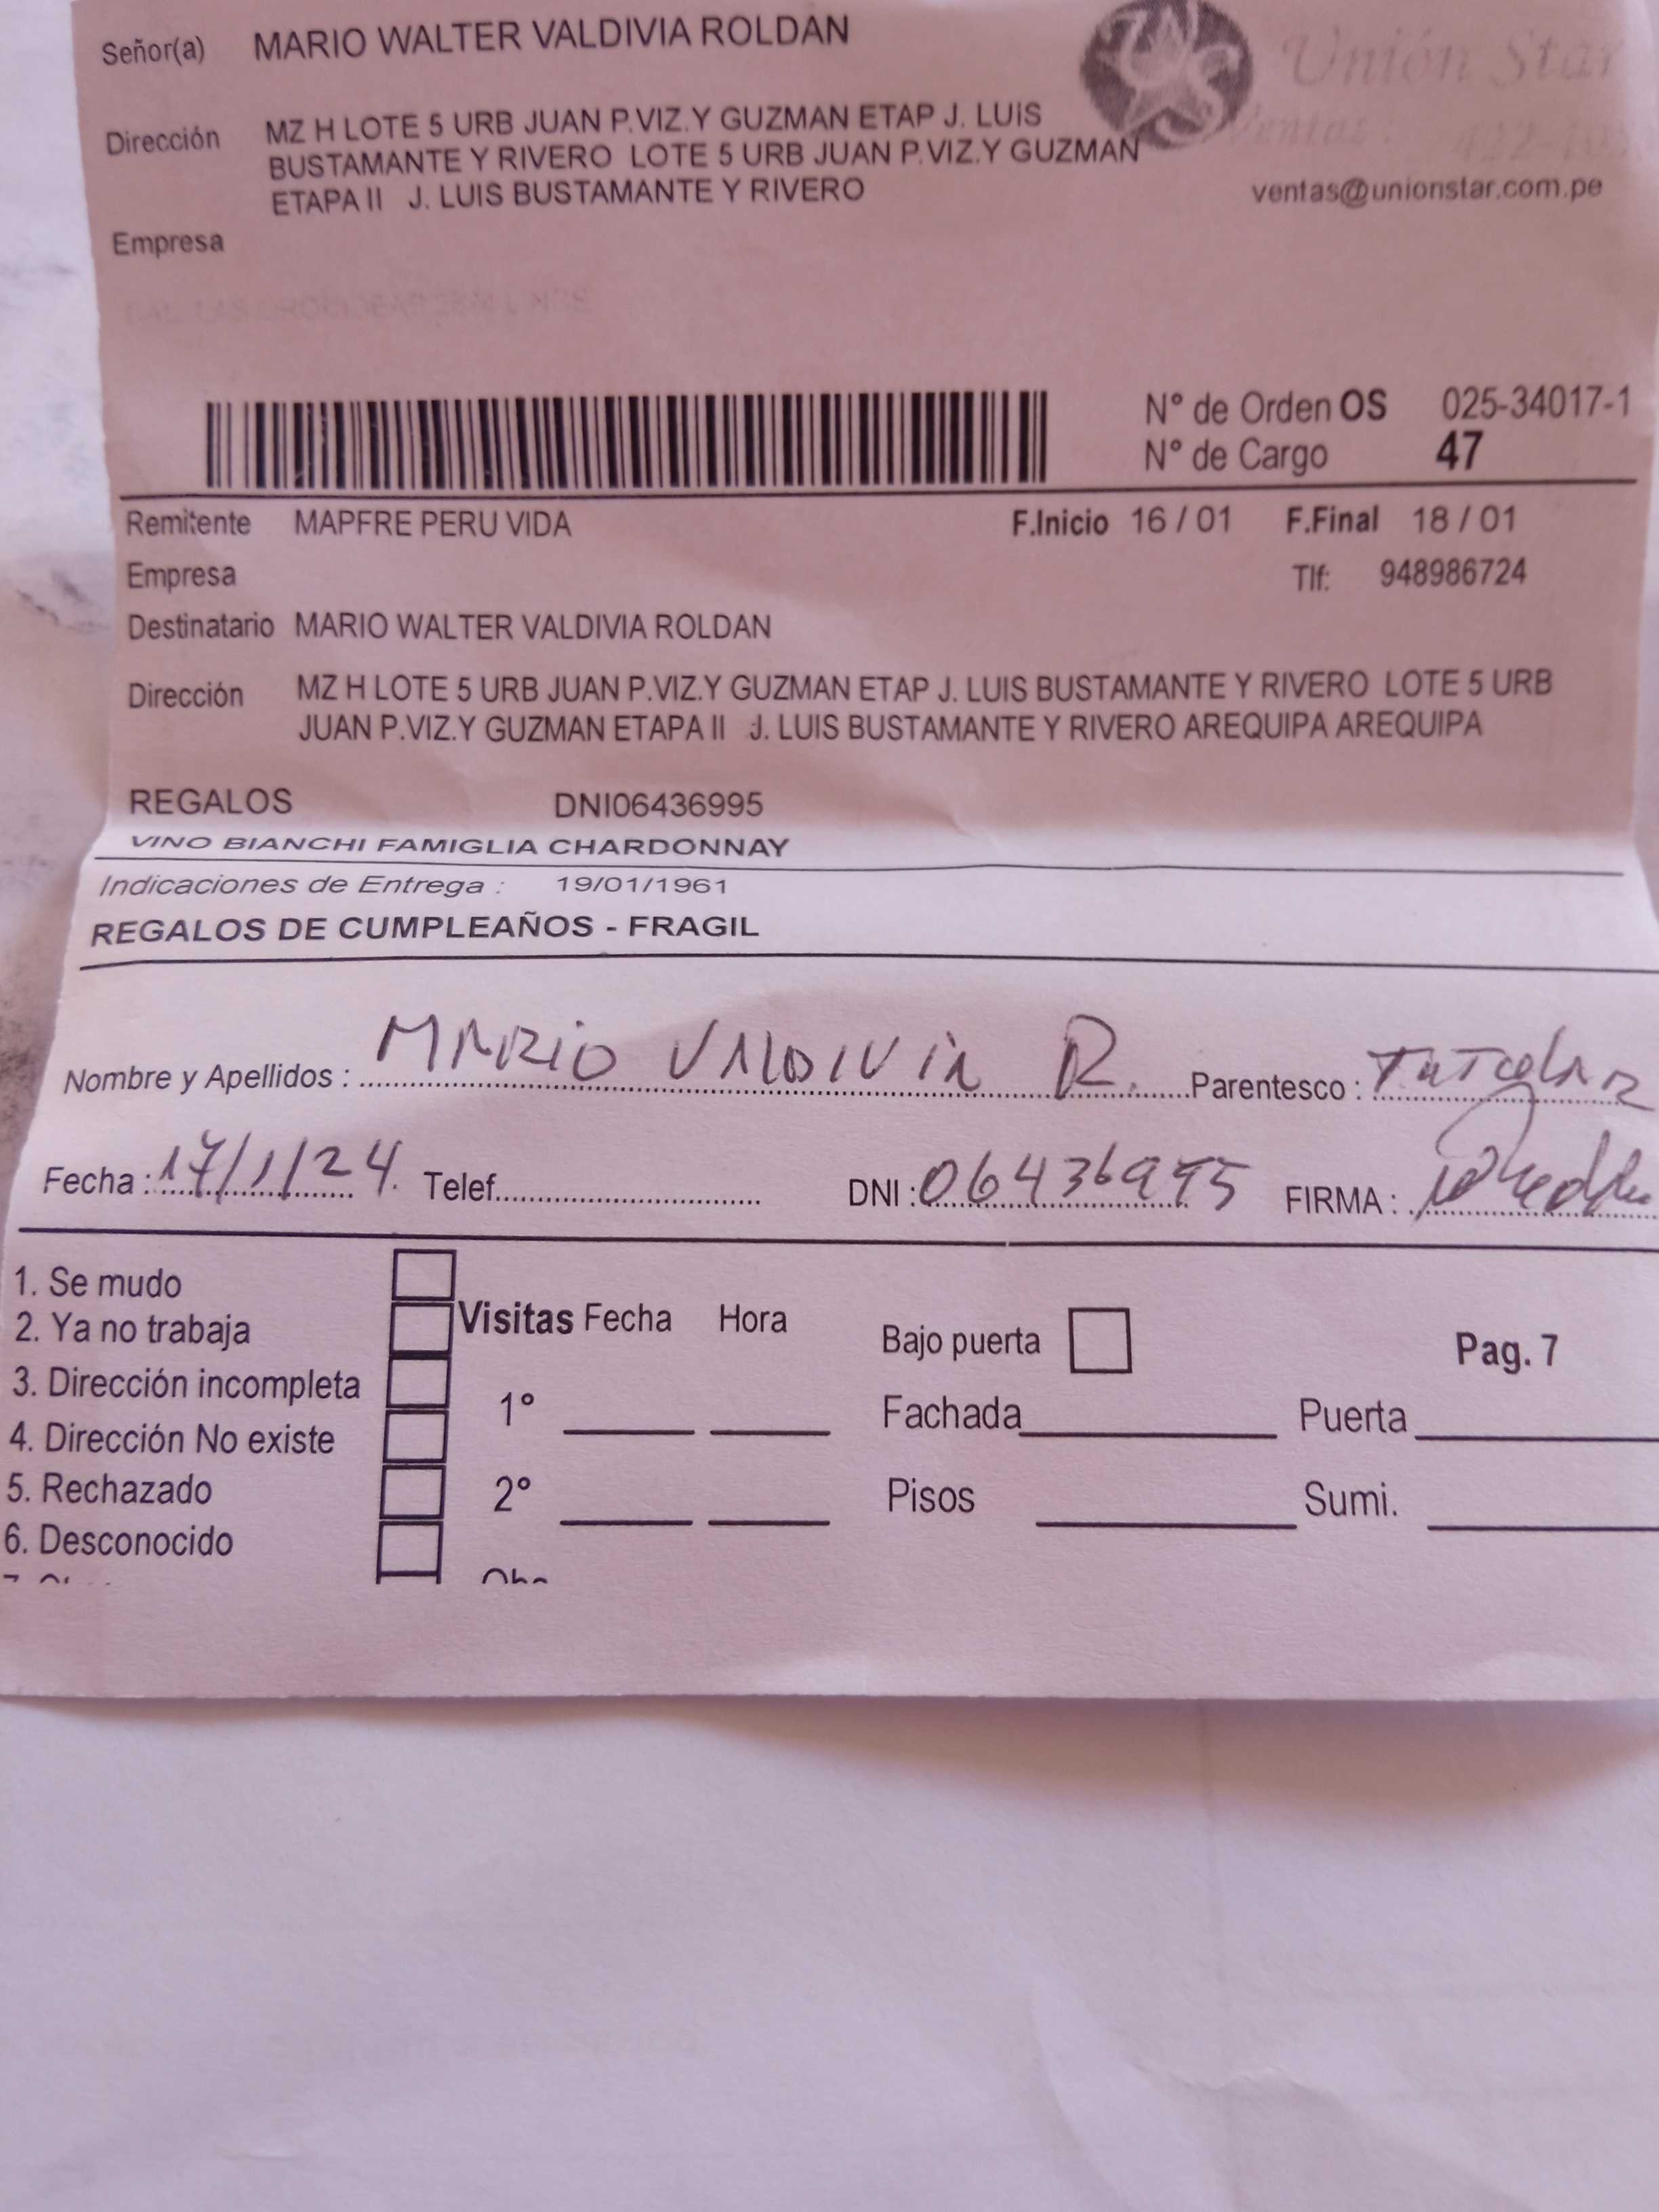 Señor(a) MARIO WALTER VALDIVIA ROLDAN
Unión Star
Dirección MZ H LOTE 5 URB JUAN P.VIZ.Y GUZMAN ETAP J. LUIS
BUSTAMANTE Y RIVERO LOTE 5 URB JUAN P.VIZ.Y GUZMAN
ETAPA II J. LUIS BUSTAMANTE Y RIVERO
ventas@unionstar.com.pe
Empresa
N° de Orden OS 025-34017-1
N° de Cargo 47
Remitente MAPFRE PERU VIDA F.Inicio 16 / 01 F.Final 18 / 01
Empresa Tlf: 948986724
Destinatario MARIO WALTER VALDIVIA ROLDAN
Dirección MZ H LOTE 5 URB JUAN P.VIZ.Y GUZMAN ETAP J. LUIS BUSTAMANTE Y RIVERO LOTE 5 URB
JUAN P.VIZ.Y GUZMAN ETAPA II J. LUIS BUSTAMANTE Y RIVERO AREQUIPA AREQUIPA
REGALOS DNI06436995
VINO BIANCHI FAMIGLIA CHARDONNAY
Indicaciones de Entrega : 19/01/1961
REGALOS DE CUMPLEAÑOS - FRAGIL
Nombre y Apellidos : MARIO VALDIVIA R. Parentesco :
Fecha : 17/1/24. Telef. DNI : 06436995 FIRMA :
1. Se mudo
2. Ya no trabaja Visitas Fecha Hora Bajo puerta Pag. 7
3. Dirección incompleta 1° Fachada Puerta
4. Dirección No existe
5. Rechazado 2° Pisos Sumi.
6. Desconocido